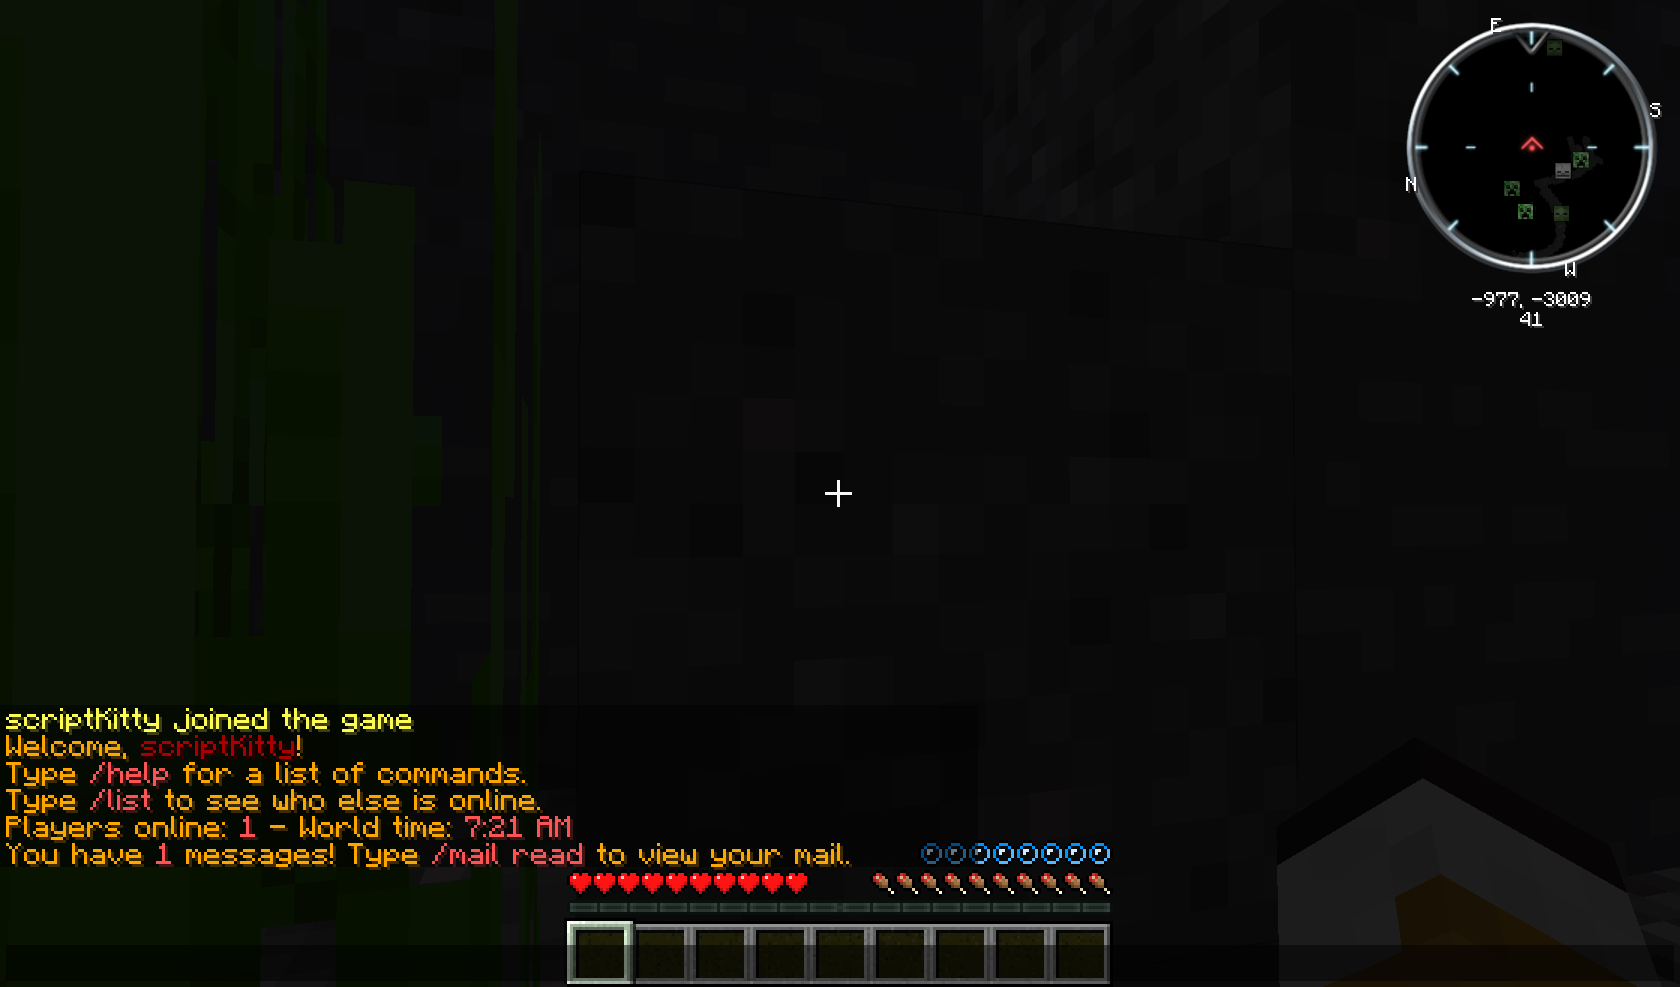 E
S
N
W
-977, -3009
41
scriptKitty joined the game
Welcome, scriptKitty!
Type /help for a list of commands.
Type /list to see who else is online.
Players online: 1 - World time: 7:21 AM
You have 1 messages! Type /mail read to view your mail.